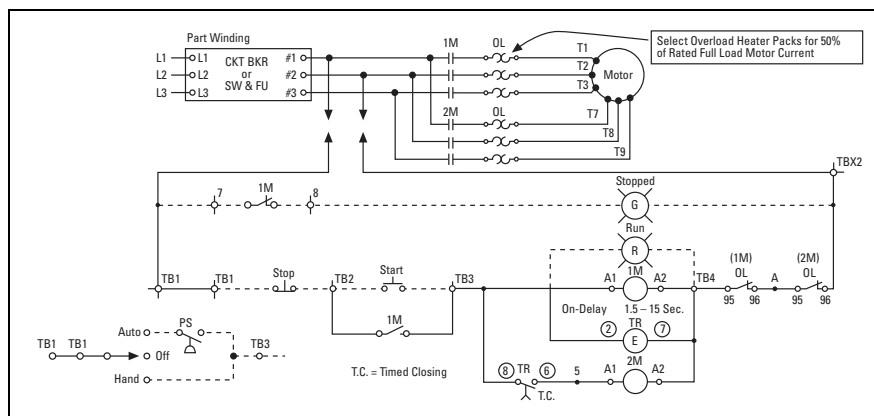 Part Winding
L1 L1 CKT BKR #1
L2 L2 or #2
L3 L3 SW & FU #3
1M OL T1
T2
T3
Motor
Select Overload Heater Packs for 50%
of Rated Full Load Motor Current
2M OL T7
T8
T9
TBX2
7 1M 8
Stopped
G
Run
R
TB1 TB1 Stop TB2 Start TB3
A1 1M A2 TB4
(1M) (2M)
OL A OL
95 96 95 96
1M
On-Delay 1.5 – 15 Sec.
2 TR 7
E
2M
8 TR 6 5 A1 A2
T.C.
Auto PS
TB1 TB1 Off TB3
Hand
T.C. = Timed Closing